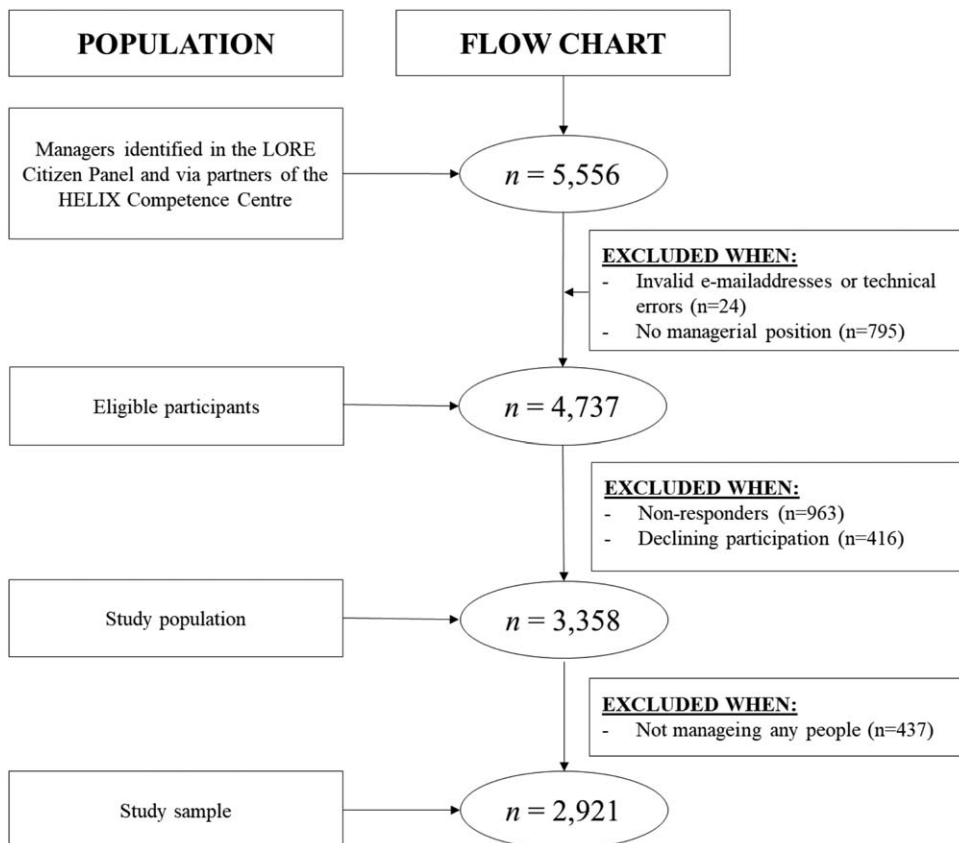 POPULATION
FLOW CHART
Managers identified in the LORE
Citizen Panel and via partners of the
HELIX Competence Centre
n = 5,556
EXCLUDED WHEN:
- Invalid e-mailaddresses or technical
errors (n=24)
- No managerial position (n=795)
Eligible participants
n = 4,737
EXCLUDED WHEN:
- Non-responders (n=963)
- Declining participation (n=416)
Study population
n = 3,358
EXCLUDED WHEN:
- Not manageing any people (n=437)
Study sample
n = 2,921